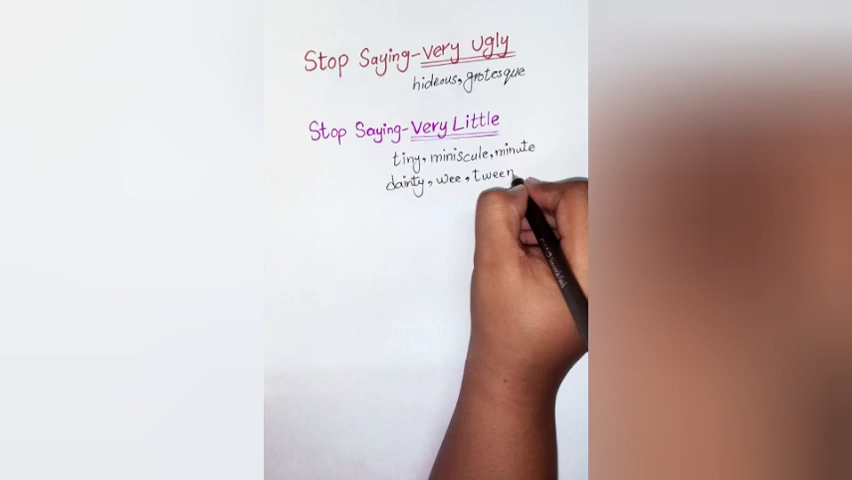 Stop Saying-Very Ugly
hideous, grotesque
Stop Saying-Very Little
tiny, miniscule, minute
dainty, wee, tween